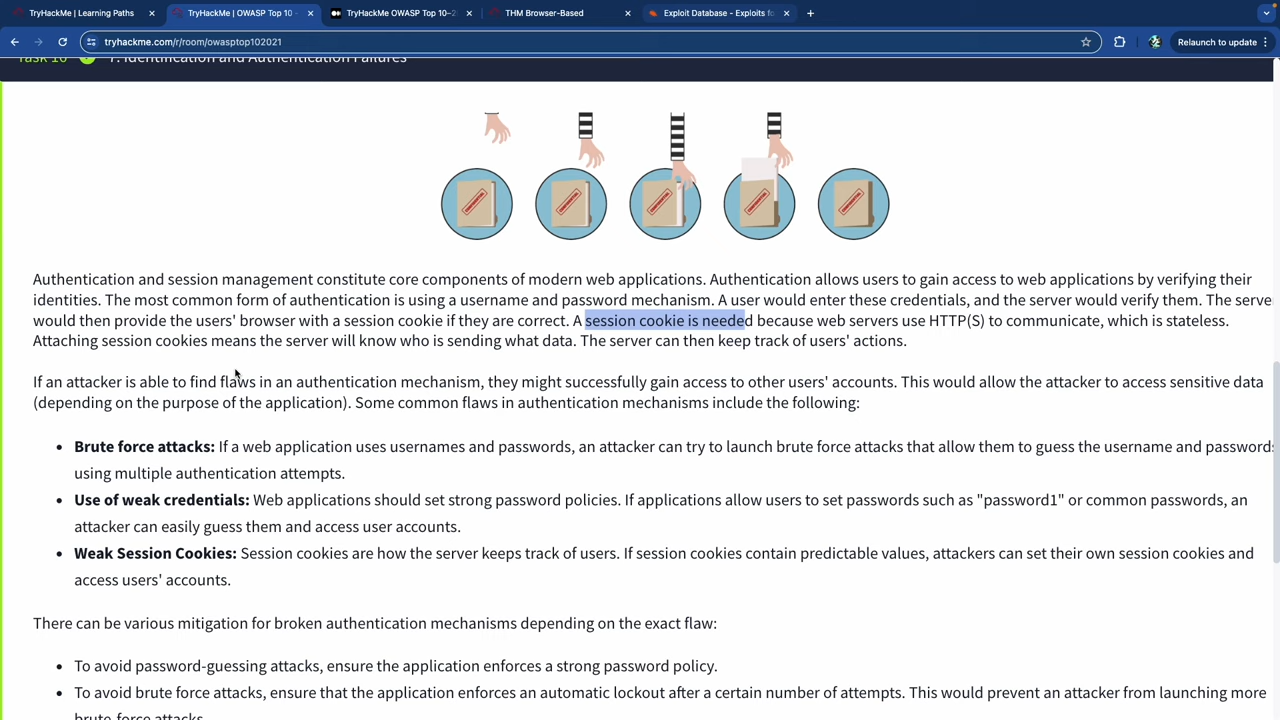 TryHackMe | Learning Paths
TryHackMe | OWASP Top 10 -
TryHackMe OWASP Top 10–2
THM Browser-Based
Exploit Database - Exploits fo
tryhackme.com/r/room/owasptop102021
Relaunch to update
Task 10 7. Identification and Authentication Failures
Authentication and session management constitute core components of modern web applications. Authentication allows users to gain access to web applications by verifying their
identities. The most common form of authentication is using a username and password mechanism. A user would enter these credentials, and the server would verify them. The serve
would then provide the users' browser with a session cookie if they are correct. A session cookie is needed because web servers use HTTP(S) to communicate, which is stateless.
Attaching session cookies means the server will know who is sending what data. The server can then keep track of users' actions.
If an attacker is able to find flaws in an authentication mechanism, they might successfully gain access to other users' accounts. This would allow the attacker to access sensitive data
(depending on the purpose of the application). Some common flaws in authentication mechanisms include the following:
• Brute force attacks: If a web application uses usernames and passwords, an attacker can try to launch brute force attacks that allow them to guess the username and passwords
using multiple authentication attempts.
• Use of weak credentials: Web applications should set strong password policies. If applications allow users to set passwords such as "password1" or common passwords, an
attacker can easily guess them and access user accounts.
• Weak Session Cookies: Session cookies are how the server keeps track of users. If session cookies contain predictable values, attackers can set their own session cookies and
access users' accounts.
There can be various mitigation for broken authentication mechanisms depending on the exact flaw:
• To avoid password-guessing attacks, ensure the application enforces a strong password policy.
• To avoid brute force attacks, ensure that the application enforces an automatic lockout after a certain number of attempts. This would prevent an attacker from launching more
brute-force attacks.